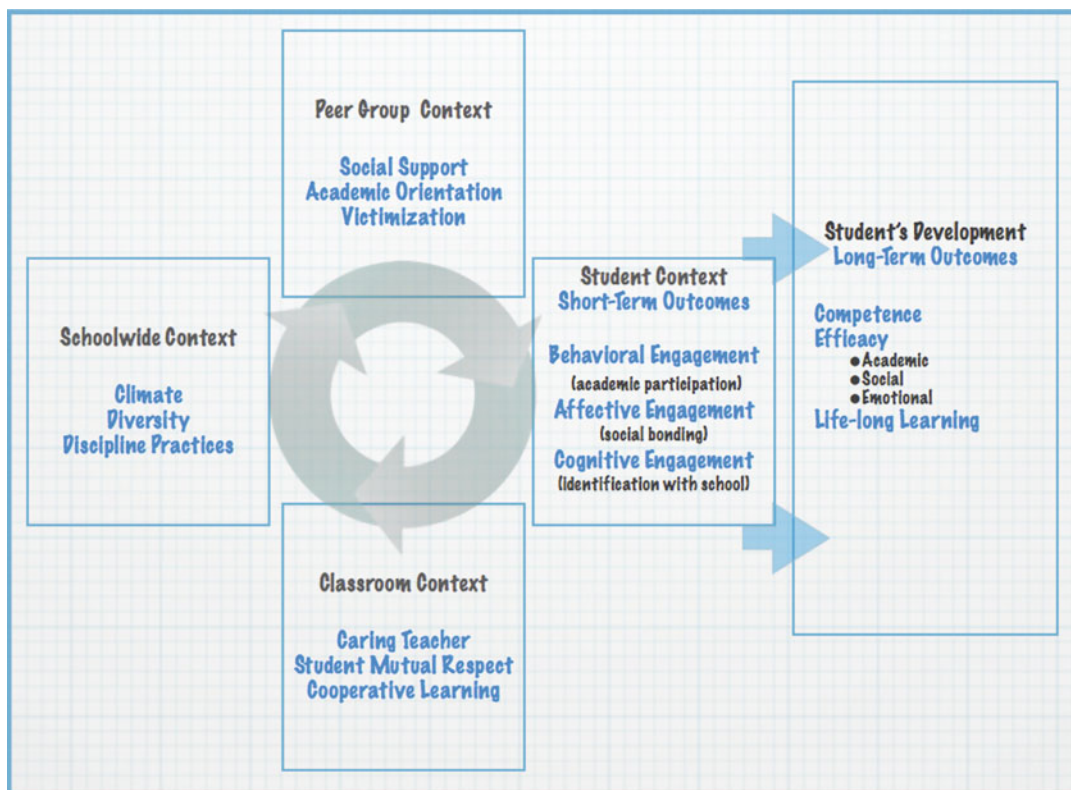 Peer Group Context
Social Support
Academic Orientation
Victimization
Schoolwide Context
Climate
Diversity
Discipline Practices
Student Context
Short-Term Outcomes
Behavioral Engagement
(academic participation)
Affective Engagement
(social bonding)
Cognitive Engagement
(identification with school)
Classroom Context
Caring Teacher
Student Mutual Respect
Cooperative Learning
Student's Development
Long-Term Outcomes
Competence
Efficacy
● Academic
● Social
● Emotional
Life-long Learning